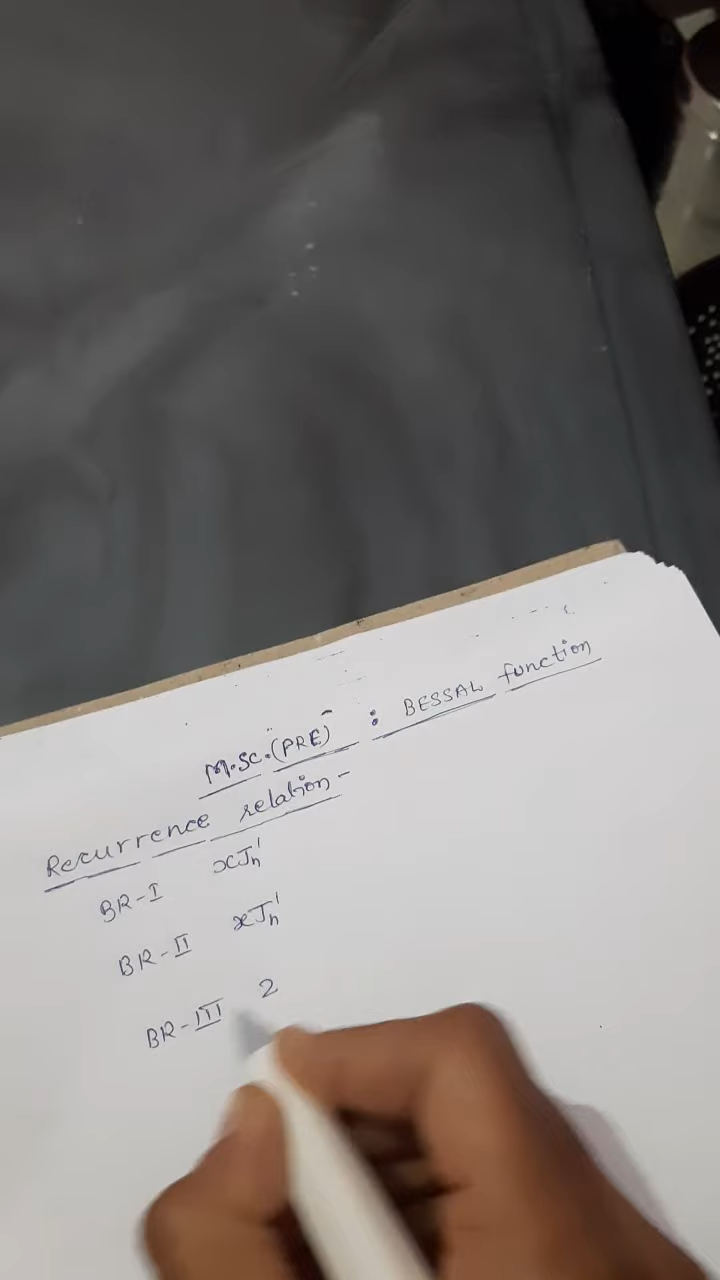 M.SC.(PRE) : BESSAL function
Recurrence relation -
BR-I xJn'
BR-II xJn'
BR-III 2